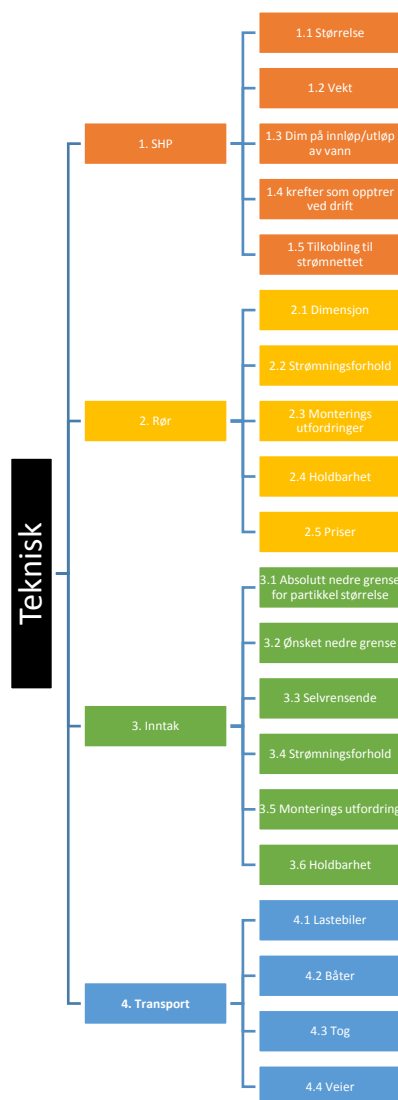 Teknisk
1. SHP
1.1 Størrelse
1.2 Vekt
1.3 Dim på innløp/utløp
av vann
1.4 krefter som opptrer
ved drift
1.5 Tilkobling til
strømnettet
2. Rør
2.1 Dimensjon
2.2 Strømningsforhold
2.3 Monterings
utfordringer
2.4 Holdbarhet
2.5 Priser
3. Inntak
3.1 Absolutt nedre grense
for partikkel størrelse
3.2 Ønsket nedre grense
3.3 Selvrensende
3.4 Strømningsforhold
3.5 Monterings utfordring
3.6 Holdbarhet
4. Transport
4.1 Lastebiler
4.2 Båter
4.3 Tog
4.4 Veier